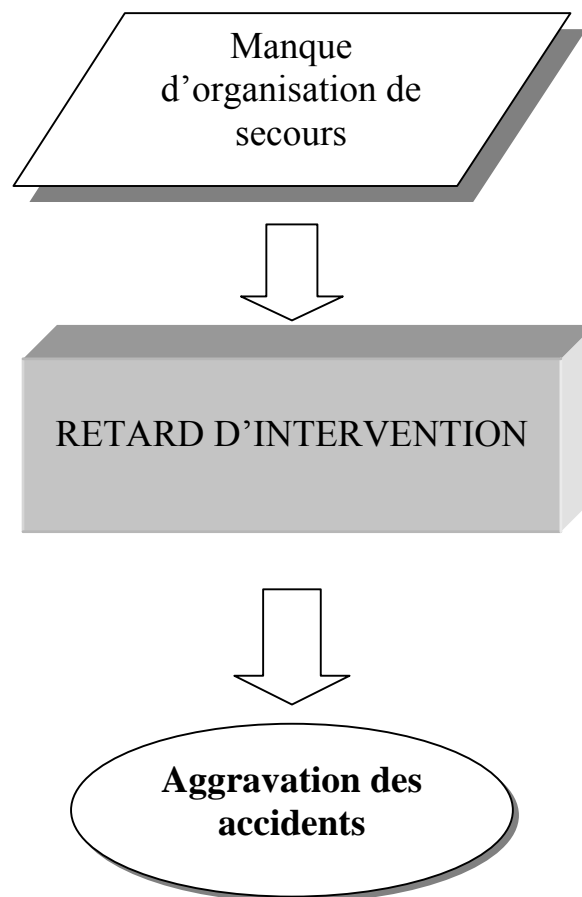 Manque
d’organisation de
secours
RETARD D’INTERVENTION
Aggravation des
accidents